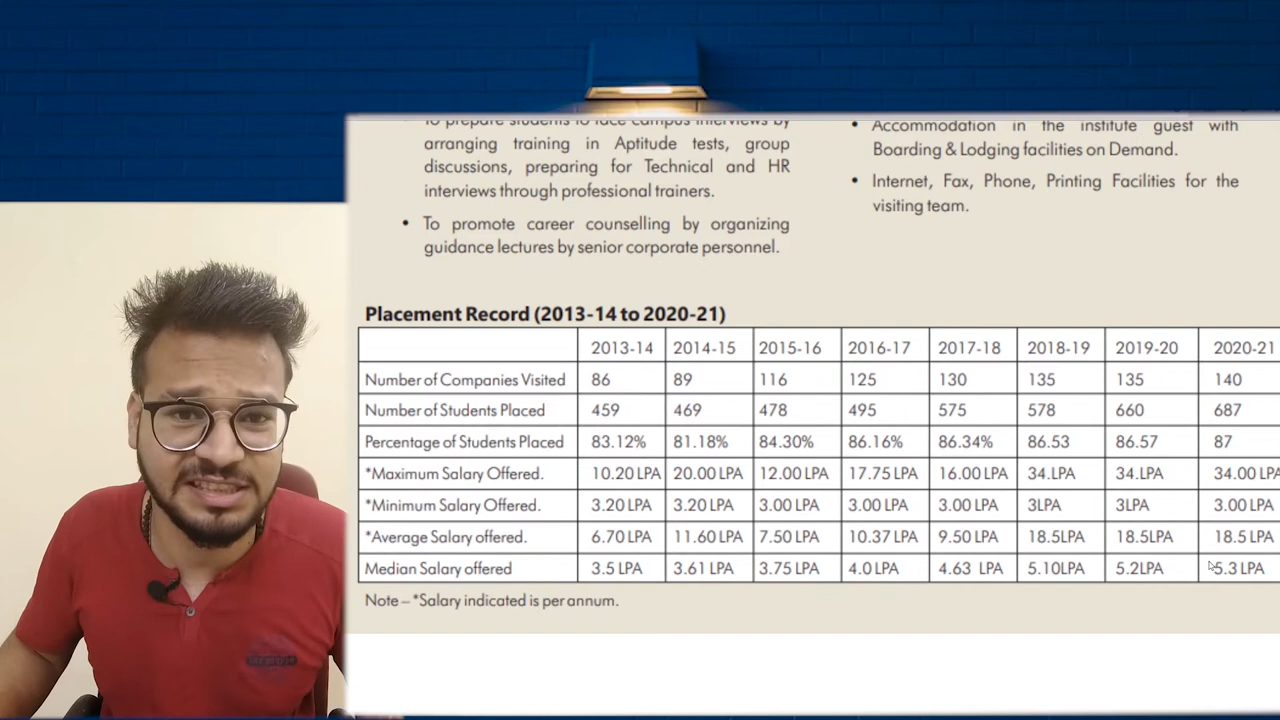 To prepare students to face campus interviews by
arranging training in Aptitude tests, group
discussions, preparing for Technical and HR
interviews through professional trainers.
• To promote career counselling by organizing
guidance lectures by senior corporate personnel.
• Accommodation in the institute guest with
Boarding & Lodging facilities on Demand.
• Internet, Fax, Phone, Printing Facilities for the
visiting team.
Placement Record (2013-14 to 2020-21)
2013-14 2014-15 2015-16 2016-17 2017-18 2018-19 2019-20 2020-21
Number of Companies Visited 86 89 116 125 130 135 135 140
Number of Students Placed 459 469 478 495 575 578 660 687
Percentage of Students Placed 83.12% 81.18% 84.30% 86.16% 86.34% 86.53 86.57 87
*Maximum Salary Offered. 10.20 LPA 20.00 LPA 12.00 LPA 17.75 LPA 16.00 LPA 34.LPA 34.LPA 34.00 LPA
*Minimum Salary Offered. 3.20 LPA 3.20 LPA 3.00 LPA 3.00 LPA 3.00 LPA 3LPA 3LPA 3.00 LPA
*Average Salary offered. 6.70 LPA 11.60 LPA 7.50 LPA 10.37 LPA 9.50 LPA 18.5LPA 18.5LPA 18.5 LPA
Median Salary offered 3.5 LPA 3.61 LPA 3.75 LPA 4.0 LPA 4.63 LPA 5.10LPA 5.2LPA 5.3 LPA
Note – *Salary indicated is per annum.